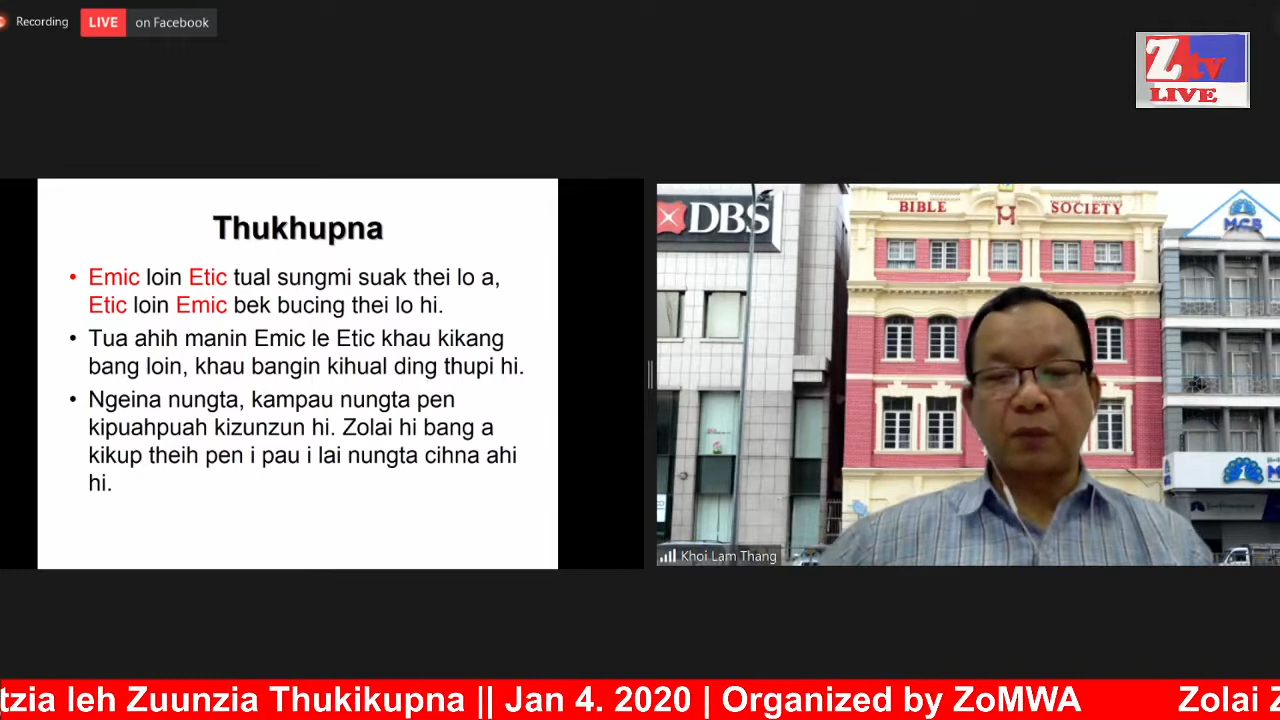 Recording
LIVE on Facebook
Z tv
LIVE
Thukhupna
• Emic loin Etic tual sungmi suak thei lo a,
Etic loin Emic bek bucing thei lo hi.
• Tua ahih manin Emic le Etic khau kikang
bang loin, khau bangin kihual ding thupi hi.
• Ngeina nungta, kampau nungta pen
kipuahpuah kizunzun hi. Zolai hi bang a
kikup theih pen i pau i lai nungta cihna ahi
hi.
DBS
BIBLE SOCIETY
MCB
Khoi Lam Thang
tzia leh Zuunzia Thukikupna || Jan 4. 2020 | Organized by ZoMWA Zolai Z